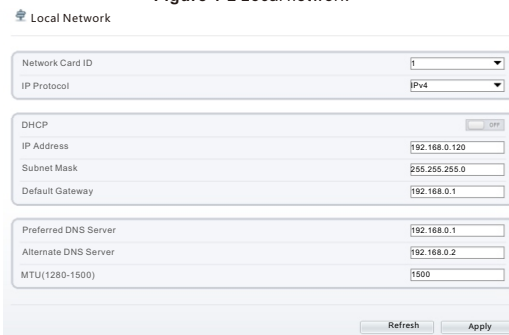 Figure 1-2 Local network
Local Network
Network Card ID 1
IP Protocol IPv4
DHCP OFF
IP Address 192.168.0.120
Subnet Mask 255.255.255.0
Default Gateway 192.168.0.1
Preferred DNS Server 192.168.0.1
Alternate DNS Server 192.168.0.2
MTU(1280-1500) 1500
Refresh Apply